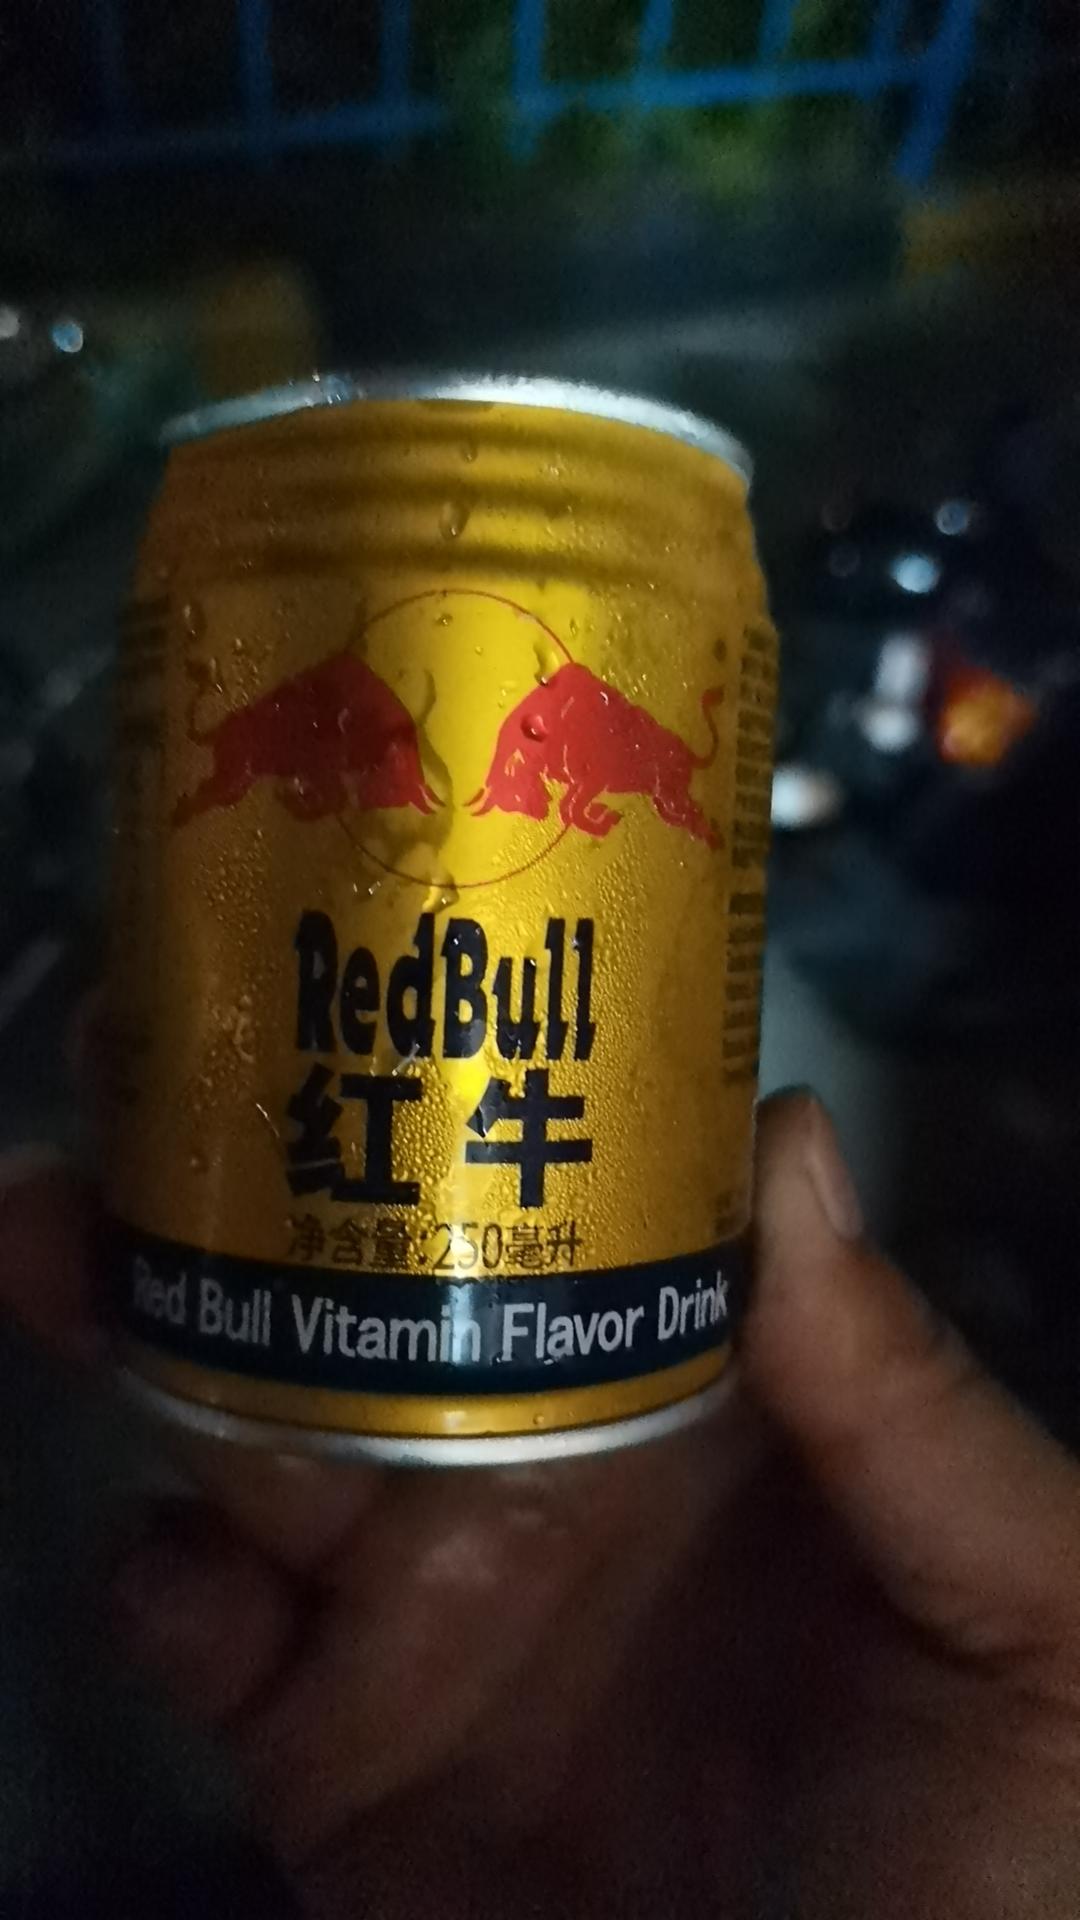 RedBull
红牛
净含量:250毫升
Red Bull Vitamin Flavor Drink